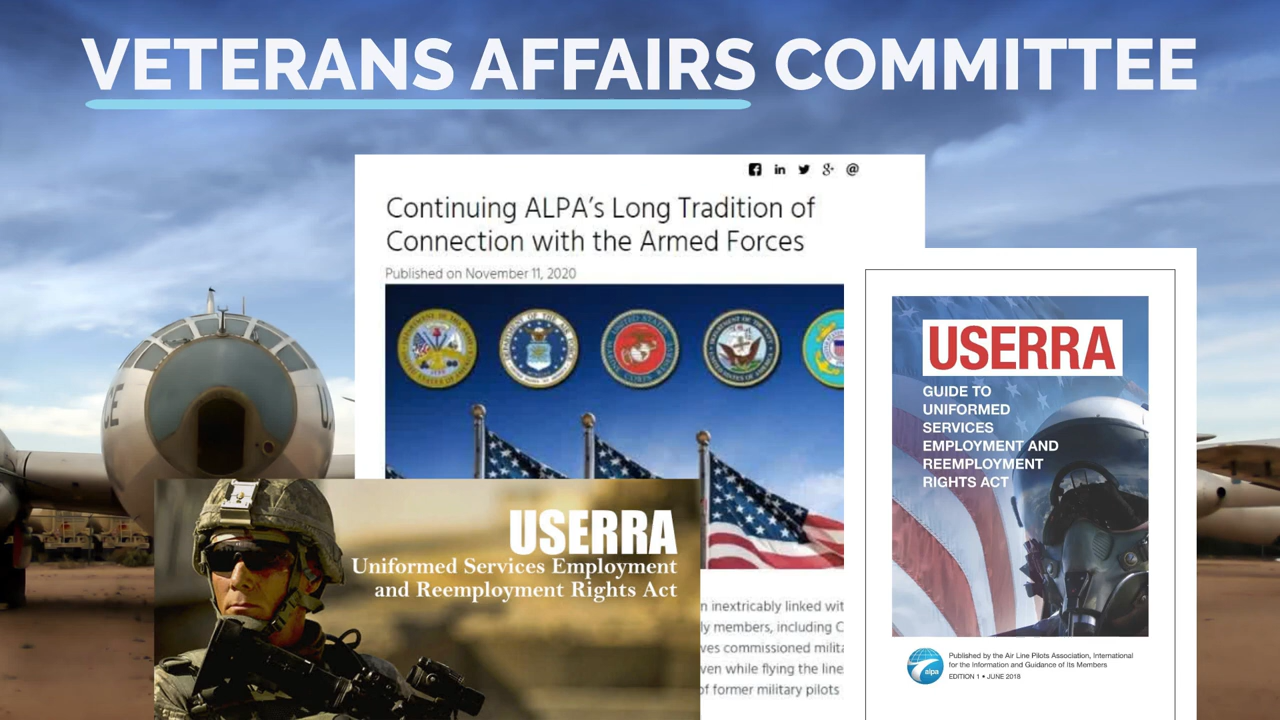 VETERANS AFFAIRS COMMITTEE
Continuing ALPA's Long Tradition of
Connection with the Armed Forces
Published on November 11, 2020
USERRA
GUIDE TO
UNIFORMED
SERVICES
EMPLOYMENT AND
REEMPLOYMENT
RIGHTS ACT
USERRA
Uniformed Services Employment
and Reemployment Rights Act
n inextricably linked wit
ly members, including C
ves commissioned milita
ven while flying the line
of former military pilots
alpa
Published by the Air Line Pilots Association, International
for the Information and Guidance of Its Members
EDITION 1 • JUNE 2018